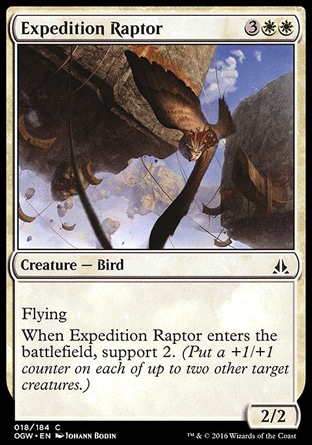 Expedition Raptor 3
Creature — Bird
Flying
When Expedition Raptor enters the
battlefield, support 2. (Put a +1/+1
counter on each of up to two other target
creatures.)
2/2
018/184 C
OGW • EN Johann Bodin
™ & © 2016 Wizards of the Coast